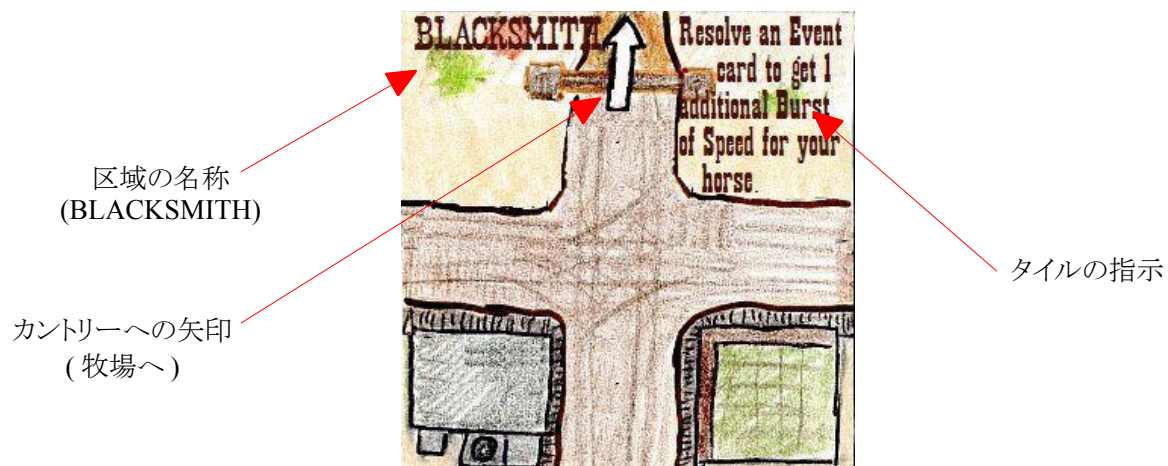 BLACKSMITH
Resolve an Event
card to get 1
additional Burst
of Speed for your
horse.
区域の名称
(BLACKSMITH)
タイルの指示
カントリーへの矢印
( 牧場へ )